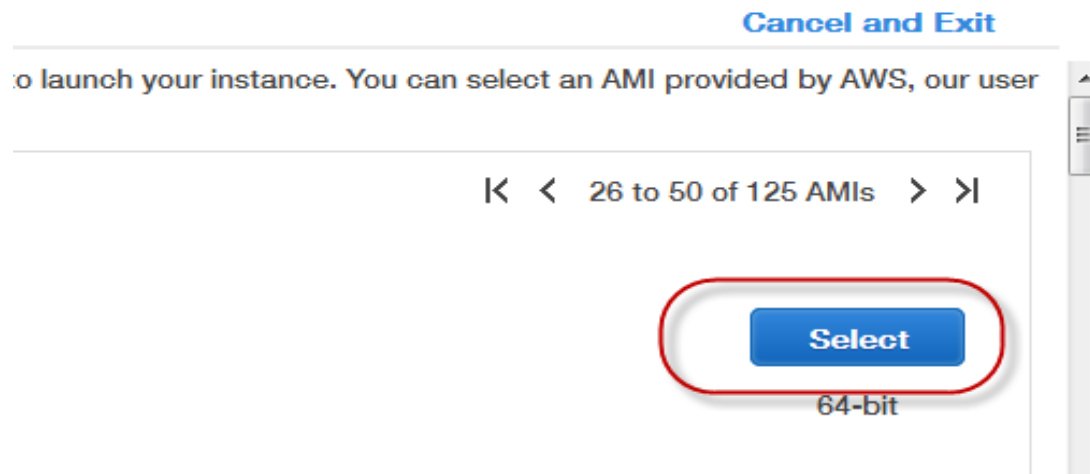 Cancel and Exit
to launch your instance. You can select an AMI provided by AWS, our user
26 to 50 of 125 AMIs
Select
64-bit